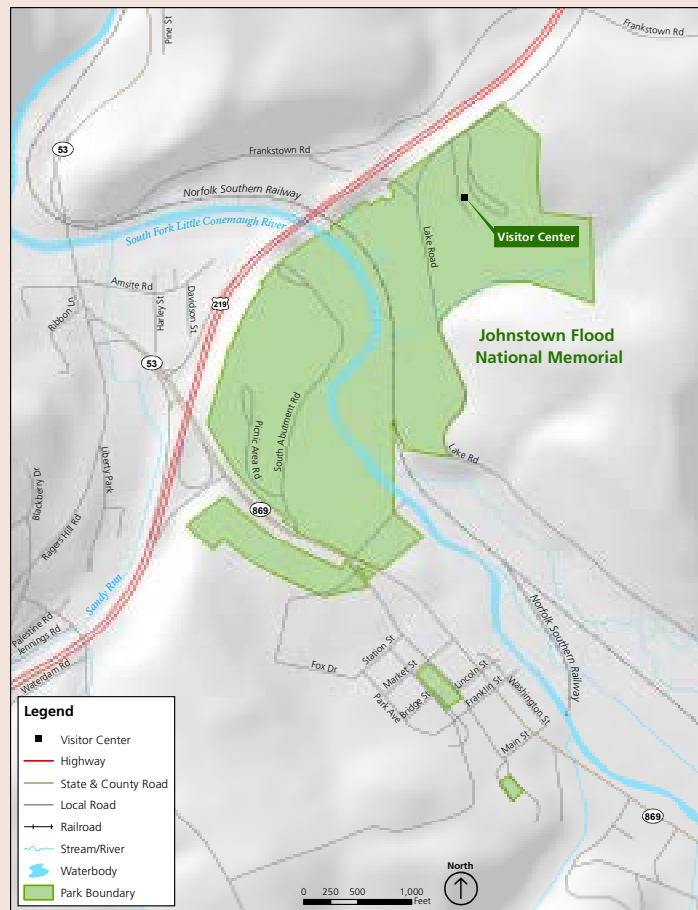 Pine St
Frankstown Rd
53
Frankstown Rd
Norfolk Southern Railway
South Fork Little Conemaugh River
Visitor Center
Lake Road
Amsite Rd
Ribbon Ln
Harley St
Davidson St
219
53
Johnstown Flood
National Memorial
Picnic Area Rd
South Abutment Rd
Lake Rd
Blackberry Dr
Ragers Hill Rd
Liberty Park
869
Sandy Run
Palestine Rd
Jennings Rd
Waterdam Rd
Norfolk Southern Railway
Fox Dr
Station St
Market St
Lincoln St
Park Ave
Bridge St
Franklin St
Washington St
Main St
869
Legend
Visitor Center
Highway
State & County Road
Local Road
Railroad
Stream/River
Waterbody
Park Boundary
North
0 250 500 1,000
Feet